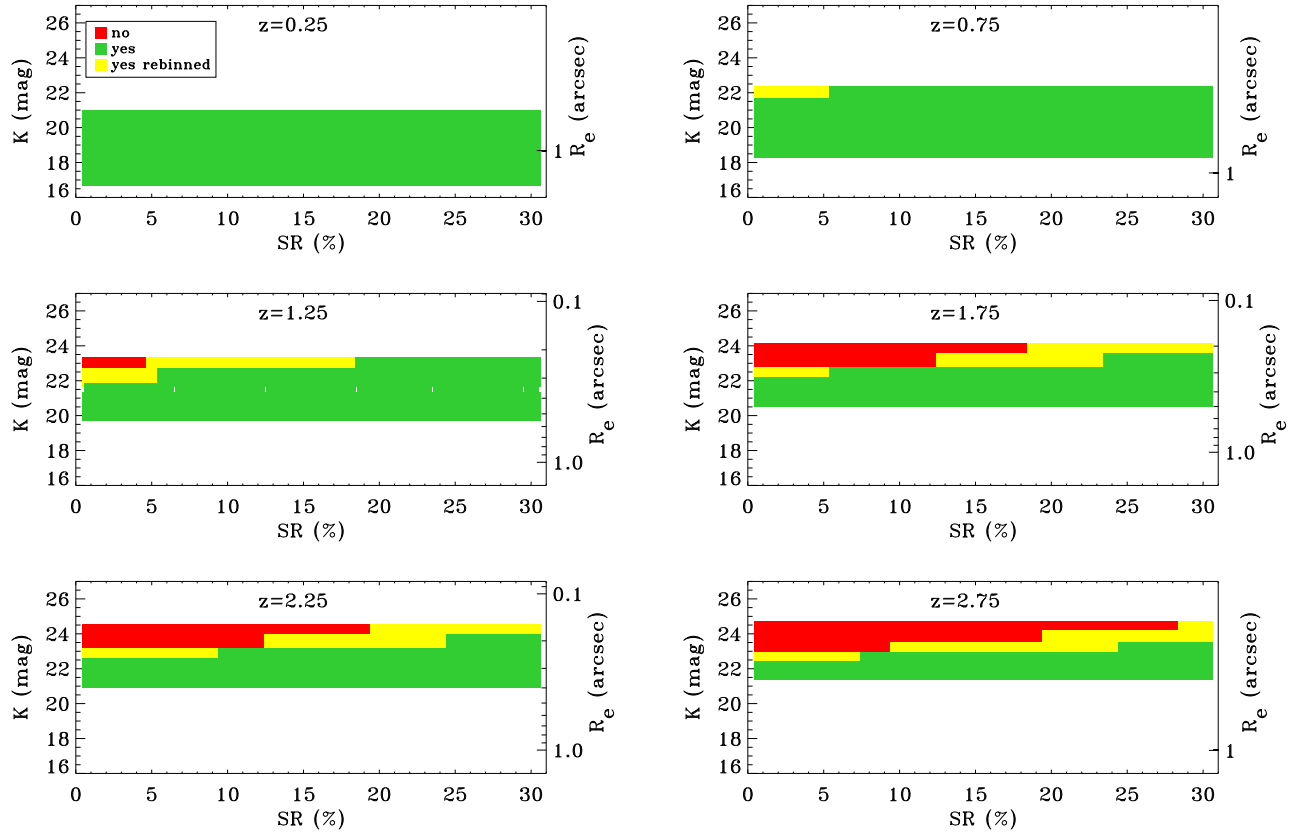 z=0.25
no
yes
yes rebinned
K (mag)
26
24
22
20
18
16
1
R_e (arcsec)
0 5 10 15 20 25 30
SR (%)
z=0.75
K (mag)
26
24
22
20
18
16
1
R_e (arcsec)
0 5 10 15 20 25 30
SR (%)
z=1.25
K (mag)
26
24
22
20
18
16
0.1
1.0
R_e (arcsec)
0 5 10 15 20 25 30
SR (%)
z=1.75
K (mag)
26
24
22
20
18
16
0.1
1.0
R_e (arcsec)
0 5 10 15 20 25 30
SR (%)
z=2.25
K (mag)
26
24
22
20
18
16
0.1
1.0
R_e (arcsec)
0 5 10 15 20 25 30
SR (%)
z=2.75
K (mag)
26
24
22
20
18
16
1
R_e (arcsec)
0 5 10 15 20 25 30
SR (%)